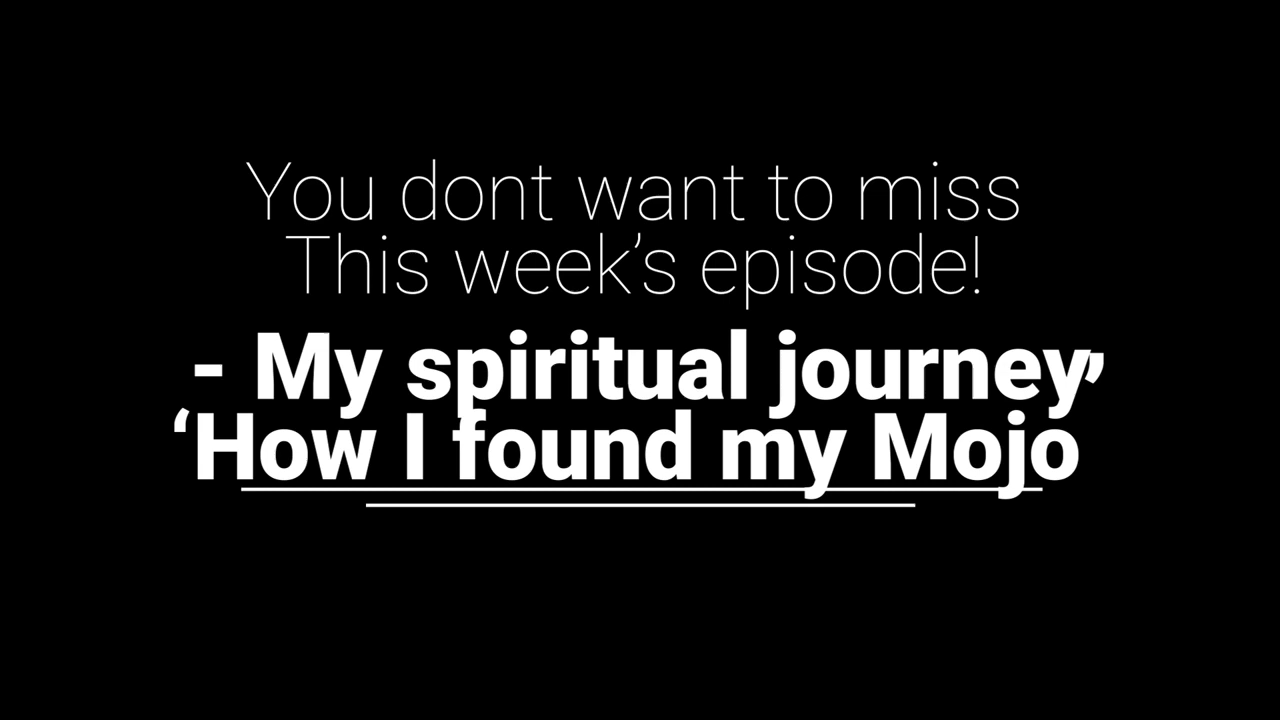 You dont want to miss
This week’s episode!
- My spiritual journey’
‘How I found my Mojo